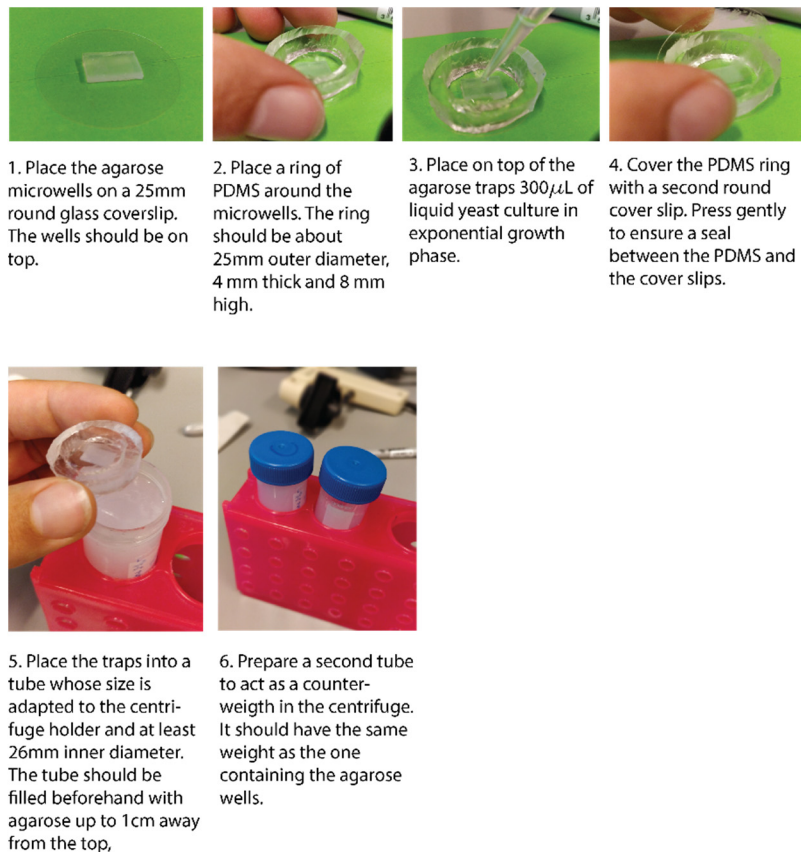 1. Place the agarose
microwells on a 25mm
round glass coverslip.
The wells should be on
top.
2. Place a ring of
PDMS around the
microwells. The ring
should be about
25mm outer diameter,
4 mm thick and 8 mm
high.
3. Place on top of the
agarose traps 300μL of
liquid yeast culture in
exponential growth
phase.
4. Cover the PDMS ring
with a second round
cover slip. Press gently
to ensure a seal
between the PDMS and
the cover slips.
5. Place the traps into a
tube whose size is
adapted to the centri-
fuge holder and at least
26mm inner diameter.
The tube should be
filled beforehand with
agarose up to 1cm away
from the top,
6. Prepare a second tube
to act as a counter-
weigth in the centrifuge.
It should have the same
weight as the one
containing the agarose
wells.